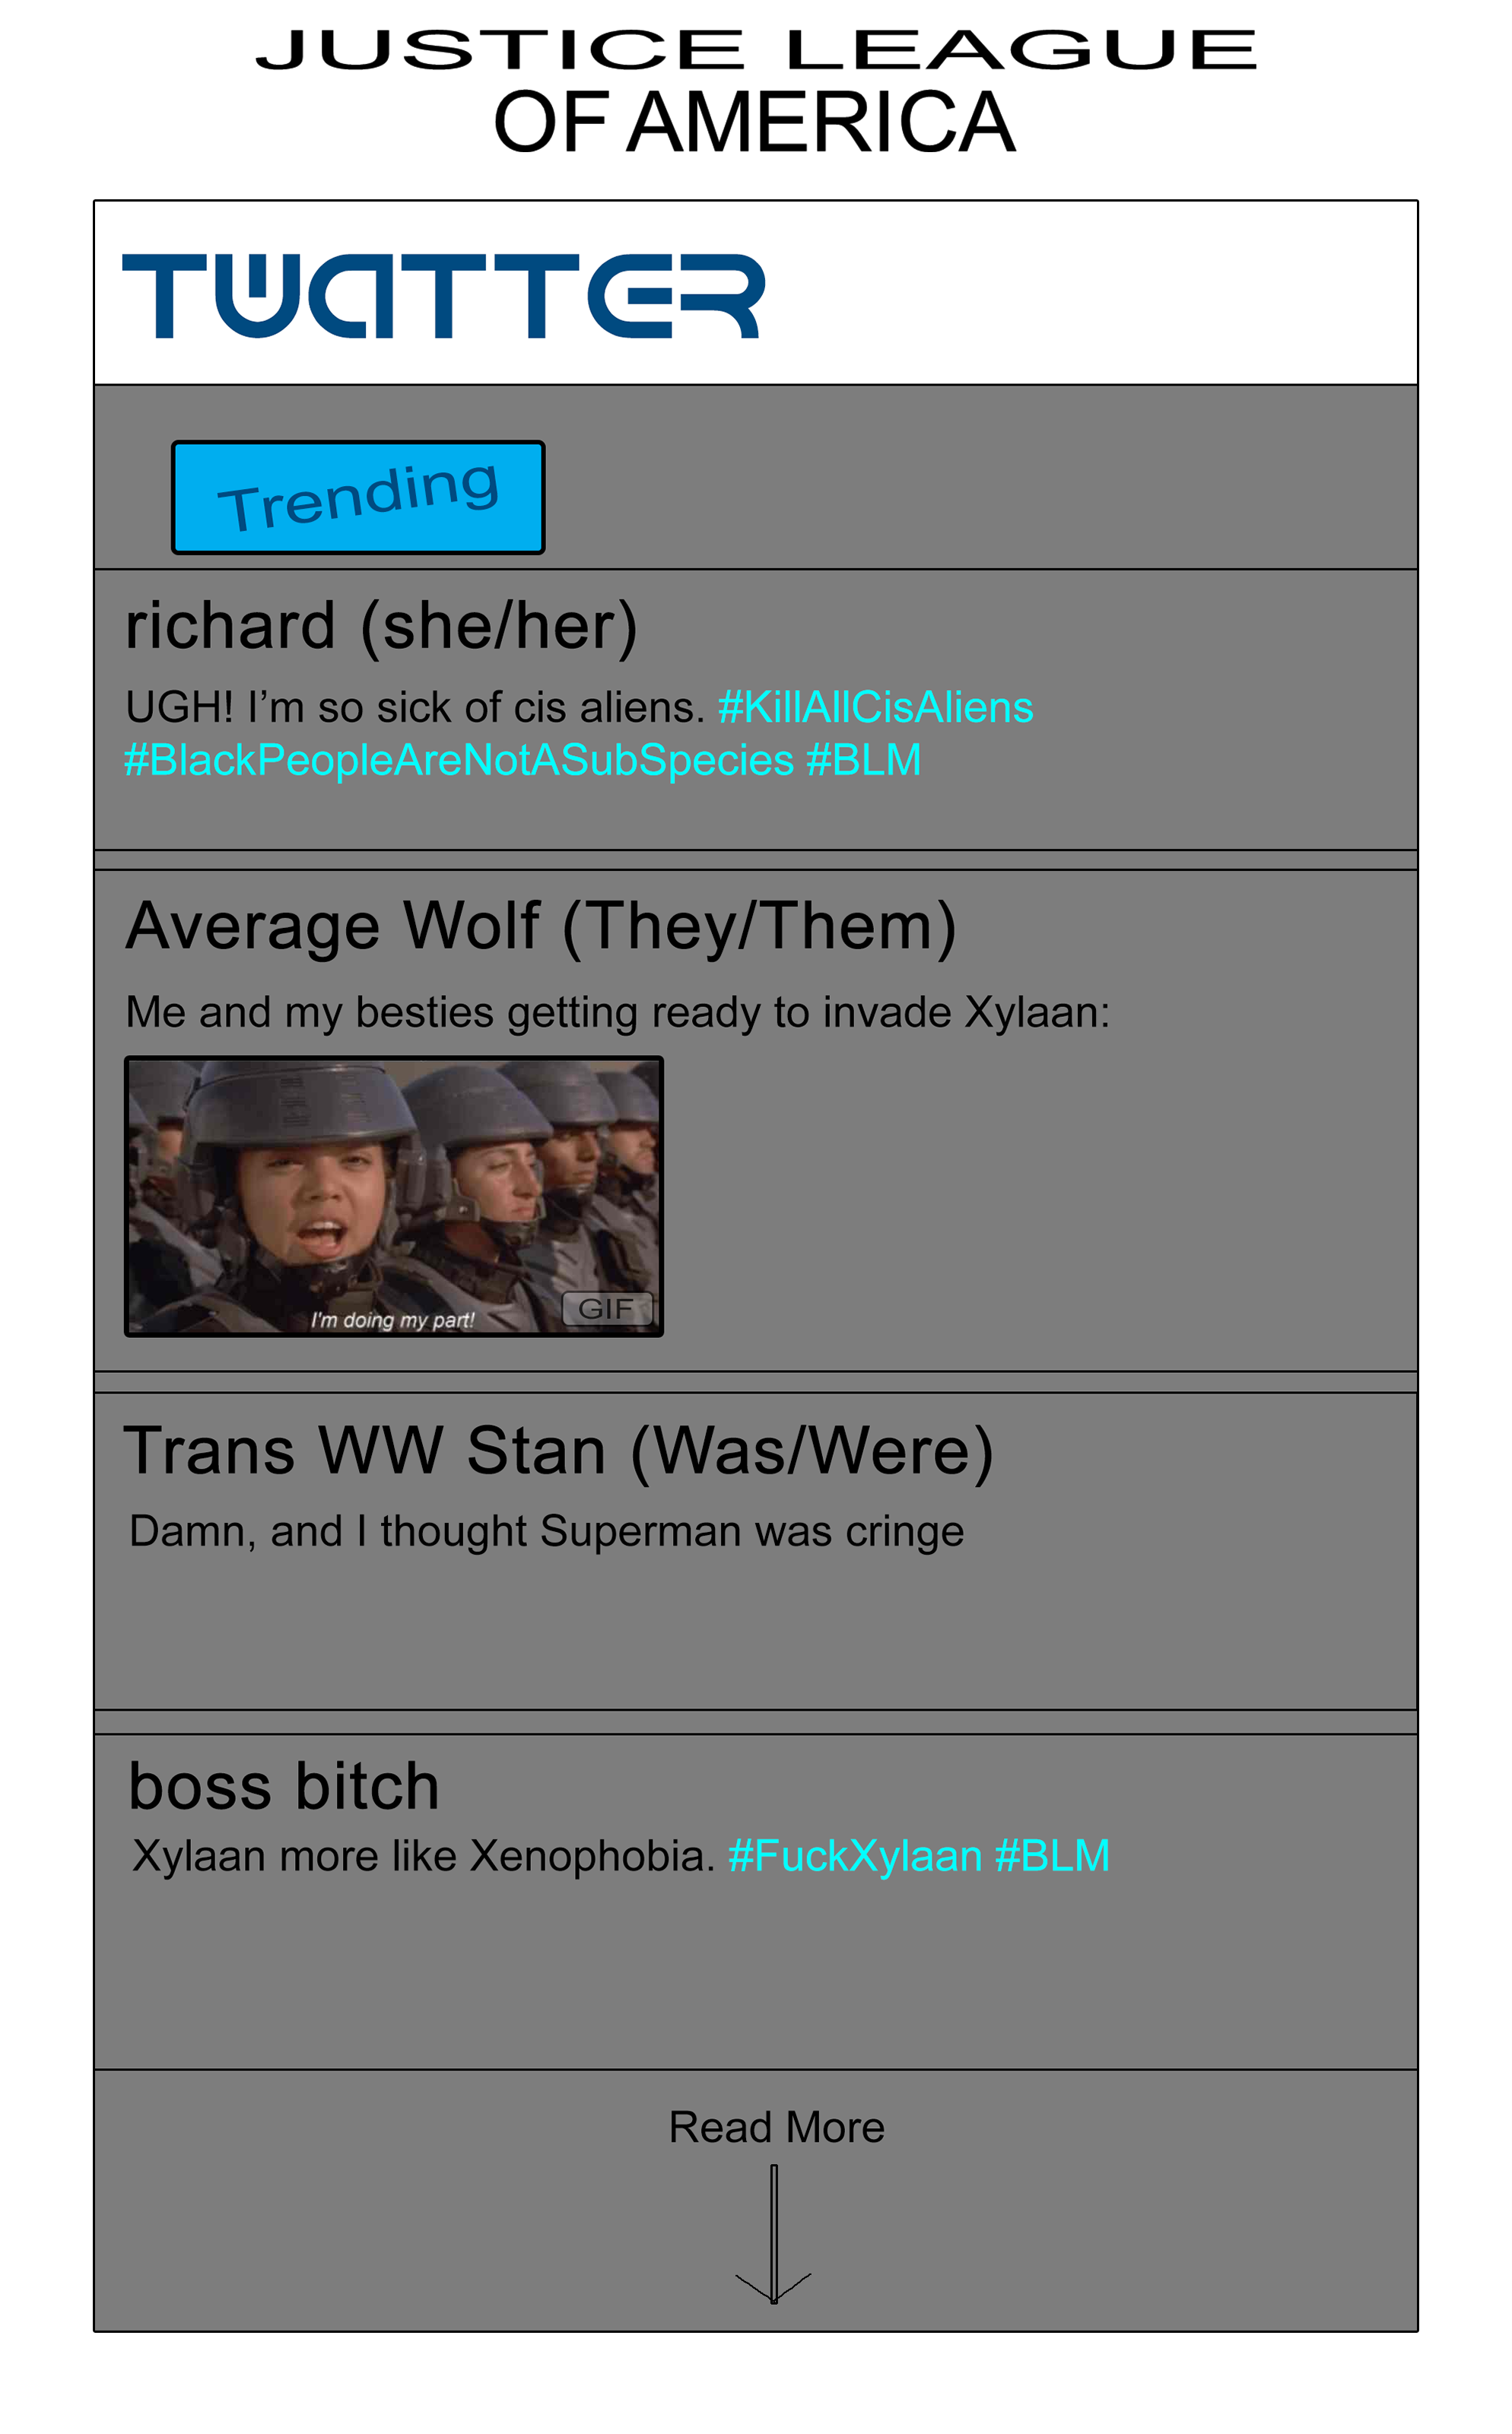 JUSTICE LEAGUE
OF AMERICA
TWATTER
Trending
richard (she/her)
UGH! I'm so sick of cis aliens. #KillAllCisAliens
#BlackPeopleAreNotASubSpecies #BLM
Average Wolf (They/Them)
Me and my besties getting ready to invade Xylaan:
I'm doing my part!
GIF
Trans WW Stan (Was/Were)
Damn, and I thought Superman was cringe
boss bitch
Xylaan more like Xenophobia. #FuckXylaan #BLM
Read More